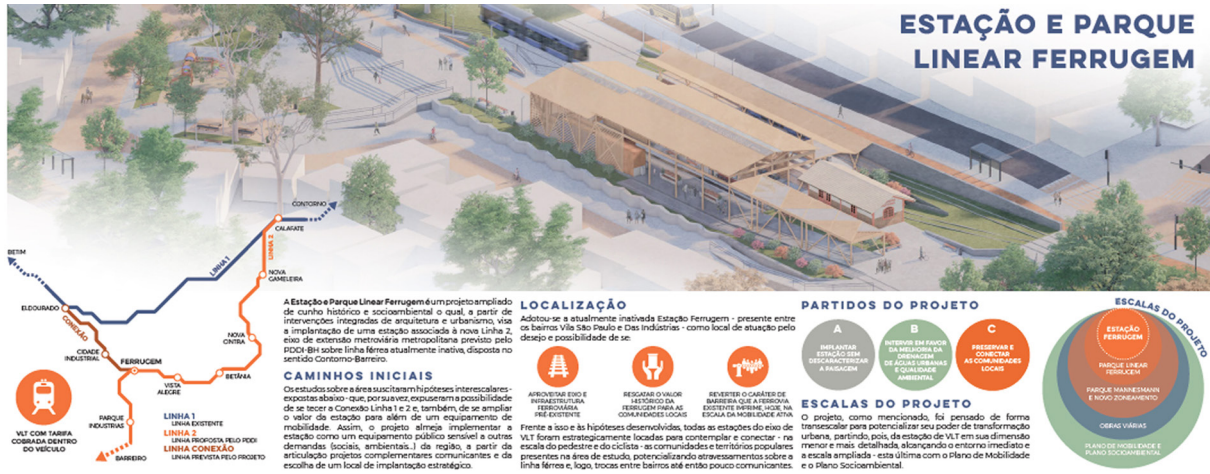 ESTAÇÃO E PARQUE
LINEAR FERRUGEM
CONTORNO
CALAFATE
BETIM
LINHA 1
LINHA 2
NOVA
GAMELEIRA
ELDOURADO
CONEXÃO
NOVA
CINTRA
CIDADE
INDUSTRIAL
FERRUGEM
VISTA
ALEGRE
BETÂNIA
PARQUE
INDUSTRIAS
BARREIRO
VLT COM TARIFA
COBRADA DENTRO
DO VEÍCULO
LINHA 1
LINHA EXISTENTE
LINHA 2
LINHA PROPOSTA PELO PDDI
LINHA CONEXÃO
LINHA PREVISTA PELO PROJETO
A Estação e Parque Linear Ferrugem é um projeto ampliado
de cunho histórico e socioambiental o qual, a partir de
intervenções integradas de arquitetura e urbanismo, visa
a implantação de uma estação associada à nova Linha 2,
eixo de extensão metroviária metropolitana previsto pelo
PDDI-BH sobre linha férrea atualmente inativa, disposta no
sentido Contorno-Barreiro.
CAMINHOS INICIAIS
Os estudos sobre a área suscitaram hipóteses interescalares -
expostas abaixo - que, por sua vez, expuseram a possibilidade
de se tecer a Conexão Linha 1 e 2 e, também, de se ampliar
o valor da estação para além de um equipamento de
mobilidade. Assim, o projeto almeja implementar a
estação como um equipamento público sensível a outras
demandas (sociais, ambientais..) da região, a partir da
articulação projetos complementares comunicantes e da
escolha de um local de implantação estratégico.
LOCALIZAÇÃO
Adotou-se a atualmente inativada Estação Ferrugem - presente entre
os bairros Vila São Paulo e Das Indústrias - como local de atuação pelo
desejo e possibilidade de se:
APROVEITAR EIXO E
INFRAESTRUTURA
FERROVIÁRIA
PRÉ-EXISTENTE
RESGATAR O VALOR
HISTÓRICO DA
FERRUGEM PARA AS
COMUNIDADES LOCAIS
REVERTER O CARÁTER DE
BARREIRA QUE A FERROVIA
EXISTENTE IMPRIME, HOJE, NA
ESCALA DA MOBILIDADE ATIVA
Frente a isso e às hipóteses desenvolvidas, todas as estações do eixo de
VLT foram estrategicamente locadas para contemplar e conectar - na
escala do pedestre e do ciclista - as comunidades e territórios populares
presentes na área de estudo, potencializando atravessamentos sobre a
linha férrea e, logo, trocas entre bairros até então pouco comunicantes.
PARTIDOS DO PROJETO
A
IMPLANTAR
ESTAÇÃO SEM
DESCARACTERIZAR
A PAISAGEM
B
INTERVIR EM FAVOR
DA MELHORIA DA
DRENAGEM
DE ÁGUAS URBANAS
E QUALIDADE
AMBIENTAL
C
PRESERVAR E
CONECTAR
AS COMUNIDADES
LOCAIS
ESCALAS DO PROJETO
O projeto, como mencionado, foi pensado de forma
transescalar para potencializar seu poder de transformação
urbana, partindo, pois, da estação de VLT em sua dimensão
menor e mais detalhada, alcançando o entorno imediato e
a escala ampliada - esta última com o Plano de Mobilidade
e o Plano Socioambiental.
ESCALAS DO PROJETO
ESTAÇÃO
FERRUGEM
PARQUE LINEAR
FERRUGEM
PARQUE MANNESMANN
E NOVO ZONEAMENTO
OBRAS VIÁRIAS
PLANO DE MOBILIDADE E
PLANO SOCIOAMBIENTAL